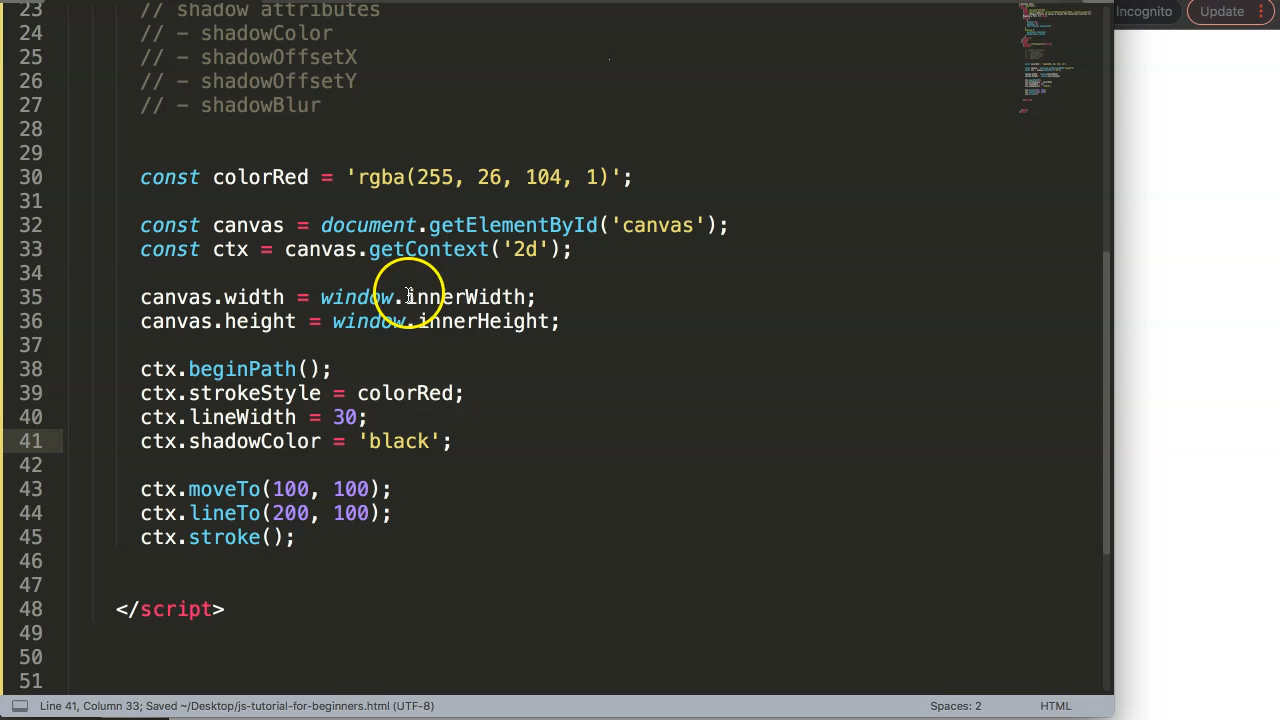 23 // shadow attributes
24 // - shadowColor
25 // - shadowOffsetX
26 // - shadowOffsetY
27 // - shadowBlur
28
29
30 const colorRed = 'rgba(255, 26, 104, 1)';
31
32 const canvas = document.getElementById('canvas');
33 const ctx = canvas.getContext('2d');
34
35 canvas.width = window.innerWidth;
36 canvas.height = window.innerHeight;
37
38 ctx.beginPath();
39 ctx.strokeStyle = colorRed;
40 ctx.lineWidth = 30;
41 ctx.shadowColor = 'black';
42
43 ctx.moveTo(100, 100);
44 ctx.lineTo(200, 100);
45 ctx.stroke();
46
47
48 </script>
49
50
51
Incognito Update
Line 41, Column 33; Saved ~/Desktop/js-tutorial-for-beginners.html (UTF-8) Spaces: 2 HTML